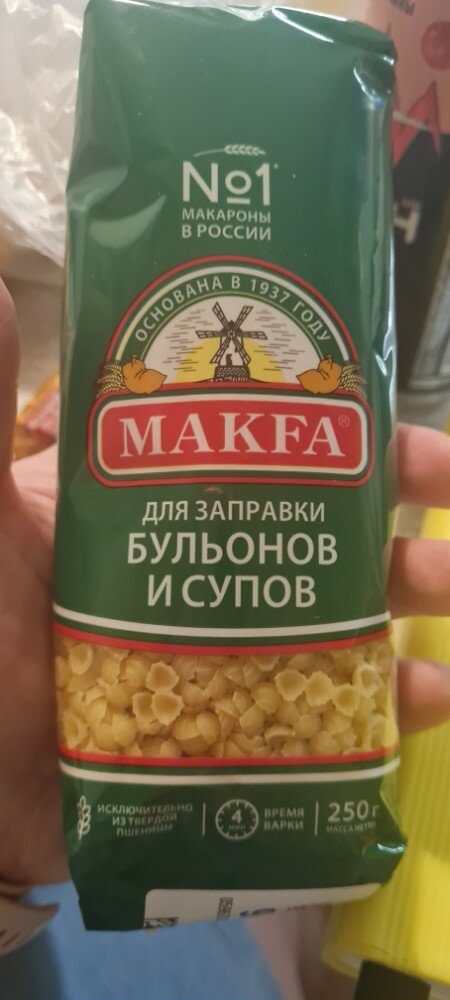 №1
МАКАРОНЫ
В РОССИИ
ОСНОВАНА В 1937 ГОДУ
MAKFA®
ДЛЯ ЗАПРАВКИ
БУЛЬОНОВ
И СУПОВ
ИСКЛЮЧИТЕЛЬНО
ИЗ ТВЕРДОЙ
ПШЕНИЦЫ
4
МИН
ВРЕМЯ
ВАРКИ
250 г
МАССА НЕТТО